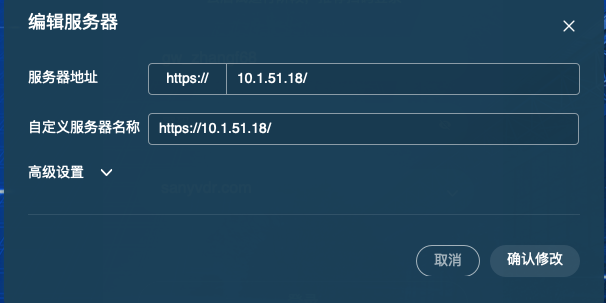 编辑服务器
服务器地址 https:// 10.1.51.18/
自定义服务器名称 https://10.1.51.18/
高级设置
取消 确认修改